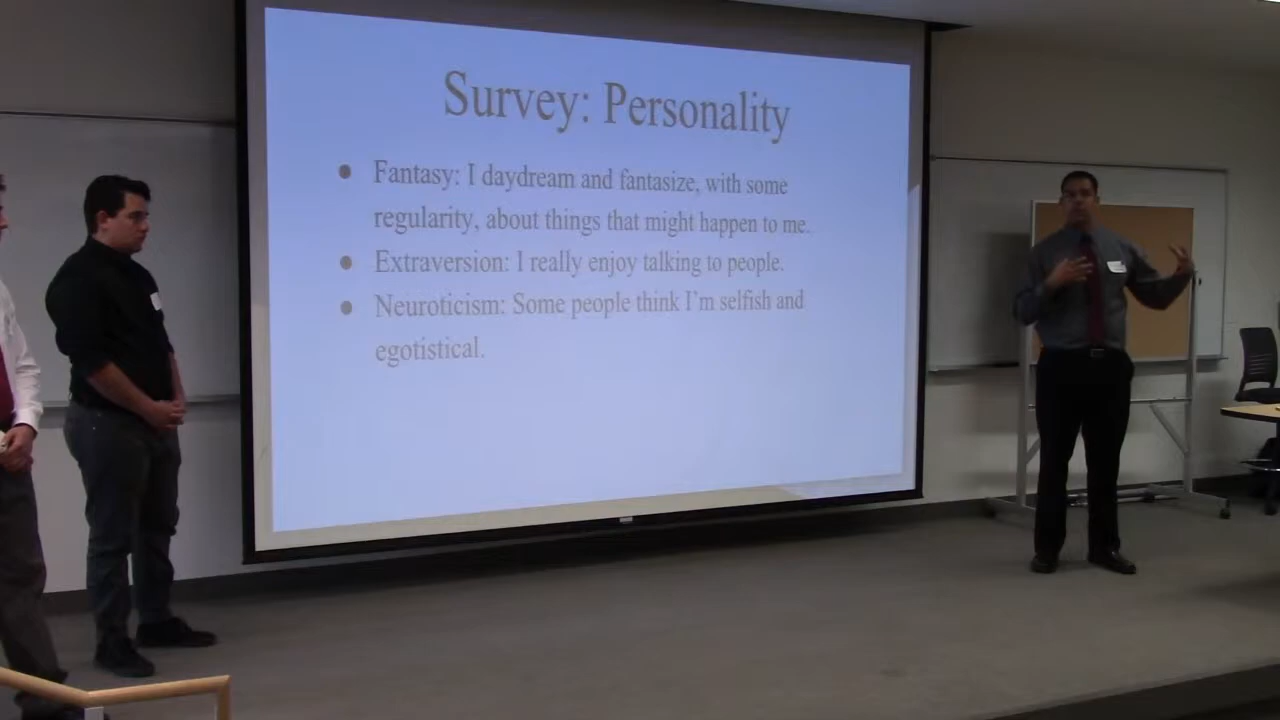 Survey: Personality
● Fantasy: I daydream and fantasize, with some
regularity, about things that might happen to me.
● Extraversion: I really enjoy talking to people.
● Neuroticism: Some people think I'm selfish and
egotistical.